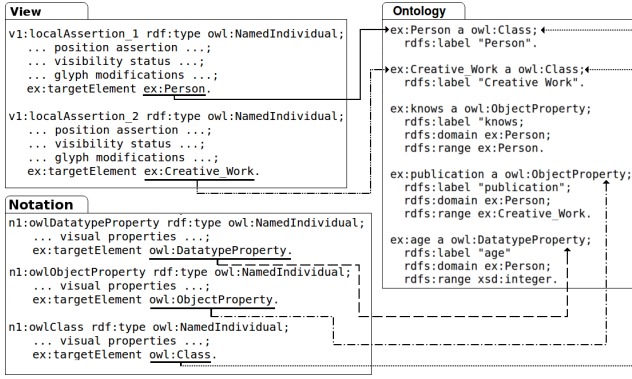 View
v1:localAssertion_1 rdf:type owl:NamedIndividual;
... position assertion ...;
... visibility status ...;
... glyph modifications ...;
ex:targetElement ex:Person.
v1:localAssertion_2 rdf:type owl:NamedIndividual;
... position assertion ...;
... visibility status ...;
... glyph modifications ...;
ex:targetElement ex:Creative_Work.
Notation
n1:owlDatatypeProperty rdf:type owl:NamedIndividual;
... visual properties ...;
ex:targetElement owl:DatatypeProperty.
n1:owlObjectProperty rdf:type owl:NamedIndividual;
... visual properties ...;
ex:targetElement owl:ObjectProperty.
n1:owlClass rdf:type owl:NamedIndividual;
... visual properties ...;
ex:targetElement owl:Class.
Ontology
ex:Person a owl:Class;
rdfs:label "Person".
ex:Creative_Work a owl:Class;
rdfs:label "Creative Work".
ex:knows a owl:ObjectProperty;
rdfs:label "knows;
rdfs:domain ex:Person;
rdfs:range ex:Person.
ex:publication a owl:ObjectProperty;
rdfs:label "publication";
rdfs:domain ex:Person;
rdfs:range ex:Creative_Work.
ex:age a owl:DatatypeProperty;
rdfs:label "age"
rdfs:domain ex:Person;
rdfs:range xsd:integer.